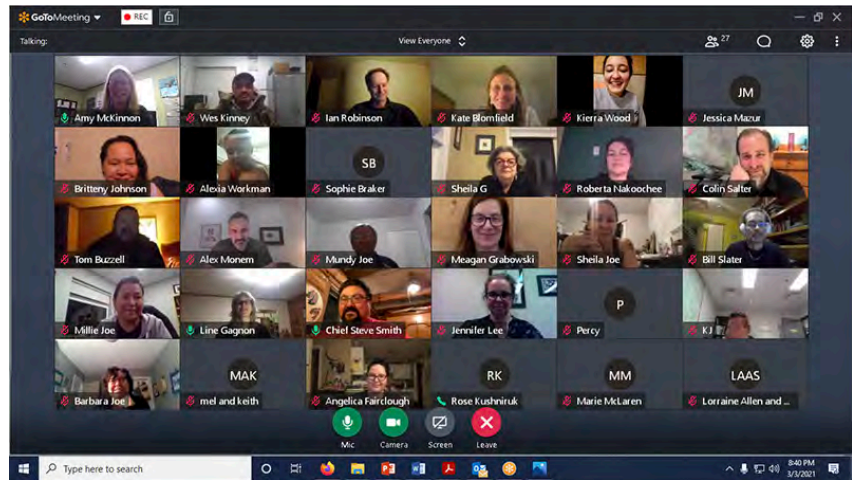 GoToMeeting
REC
Talking:
View Everyone
27
Amy McKinnon
Wes Kinney
Ian Robinson
Kate Blomfield
Kierra Wood
JM
Jessica Mazur
Britteny Johnson
Alexia Workman
SB
Sophie Braker
Sheila G
Roberta Nakoochee
Colin Salter
Tom Buzzell
Alex Monem
Mundy Joe
Meagan Grabowski
Sheila Joe
Bill Slater
Millie Joe
Line Gagnon
Chief Steve Smith
Jennifer Lee
P
Percy
KJ
Barbara Joe
MAK
mel and keith
Angelica Fairclough
RK
Rose Kushniruk
MM
Marie McLaren
LAAS
Lorraine Allen and ...
Mic
Camera
Screen
Leave
Type here to search
8:40 PM
3/3/2021